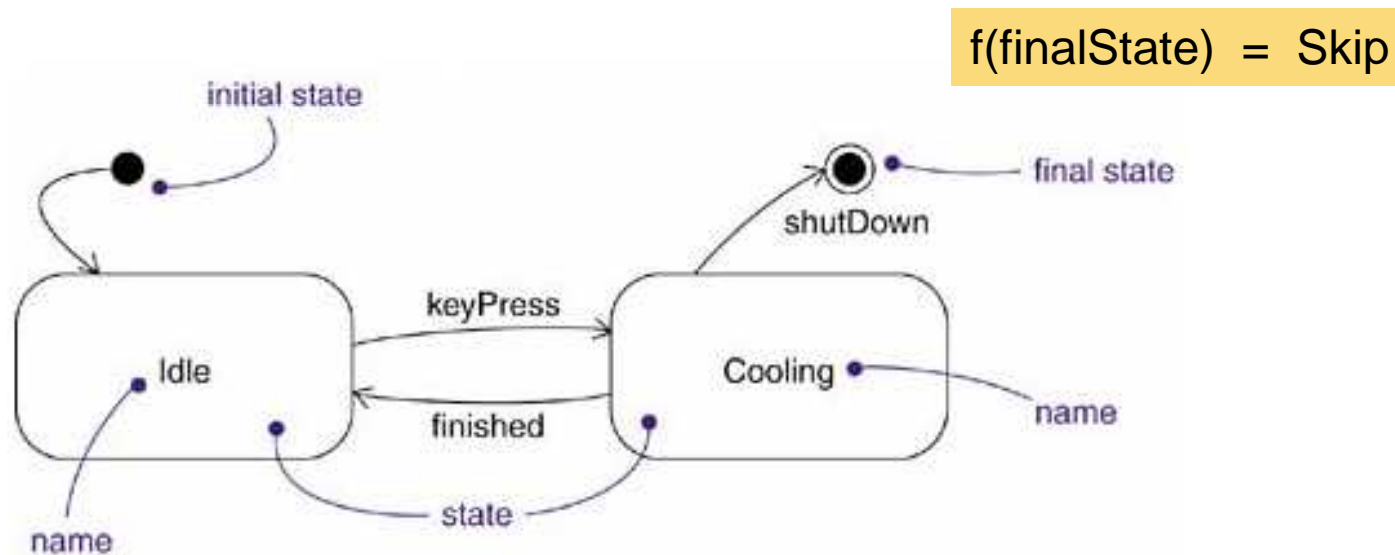 f(finalState) = Skip
initial state
final state
shutDown
keyPress
Idle
Cooling
name
finished
state
name